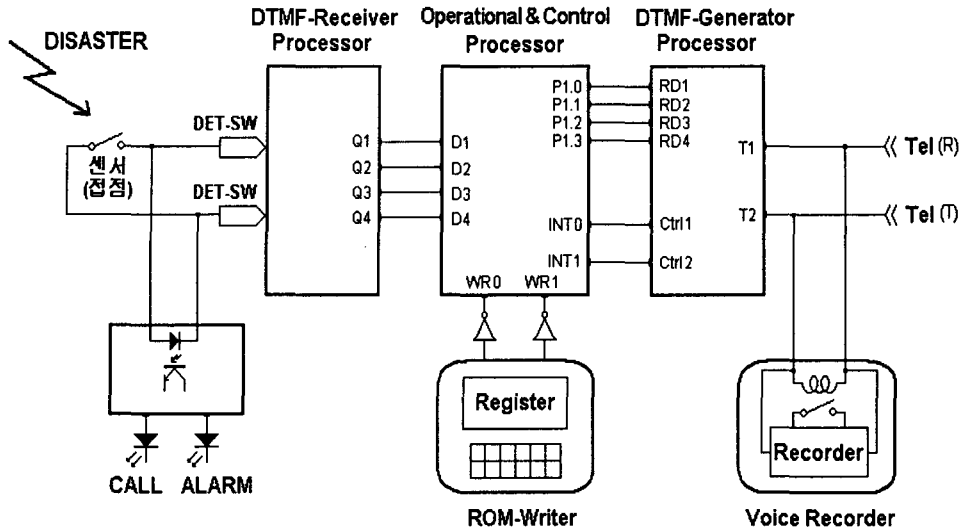 DISASTER
DTMF-Receiver
Processor
Operational & Control
Processor
DTMF-Generator
Processor
DET-SW
센서
(접점)
DET-SW
Q1
Q2
Q3
Q4
D1
D2
D3
D4
P1.0
P1.1
P1.2
P1.3
INT0
INT1
WR0
WR1
RD1
RD2
RD3
RD4
Ctrl1
Ctrl2
T1
T2
Tel (R)
Tel (T)
CALL
ALARM
Register
ROM-Writer
Recorder
Voice Recorder